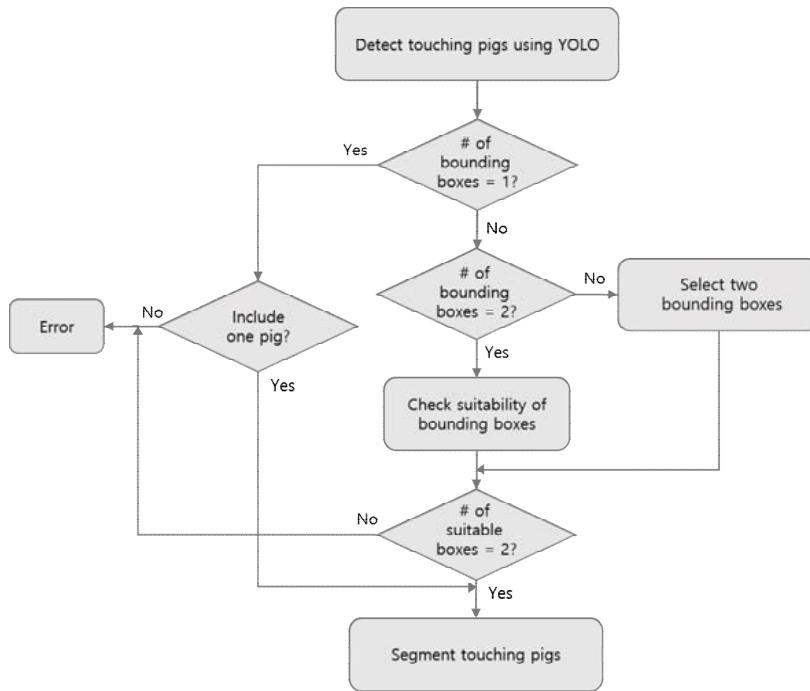 Detect touching pigs using YOLO
Yes
# of
bounding
boxes = 1?
No
# of
bounding
boxes = 2?
No
Select two
bounding boxes
Error
No
Include
one pig?
Yes
Yes
Check suitability of
bounding boxes
No
# of
suitable
boxes = 2?
Yes
Segment touching pigs